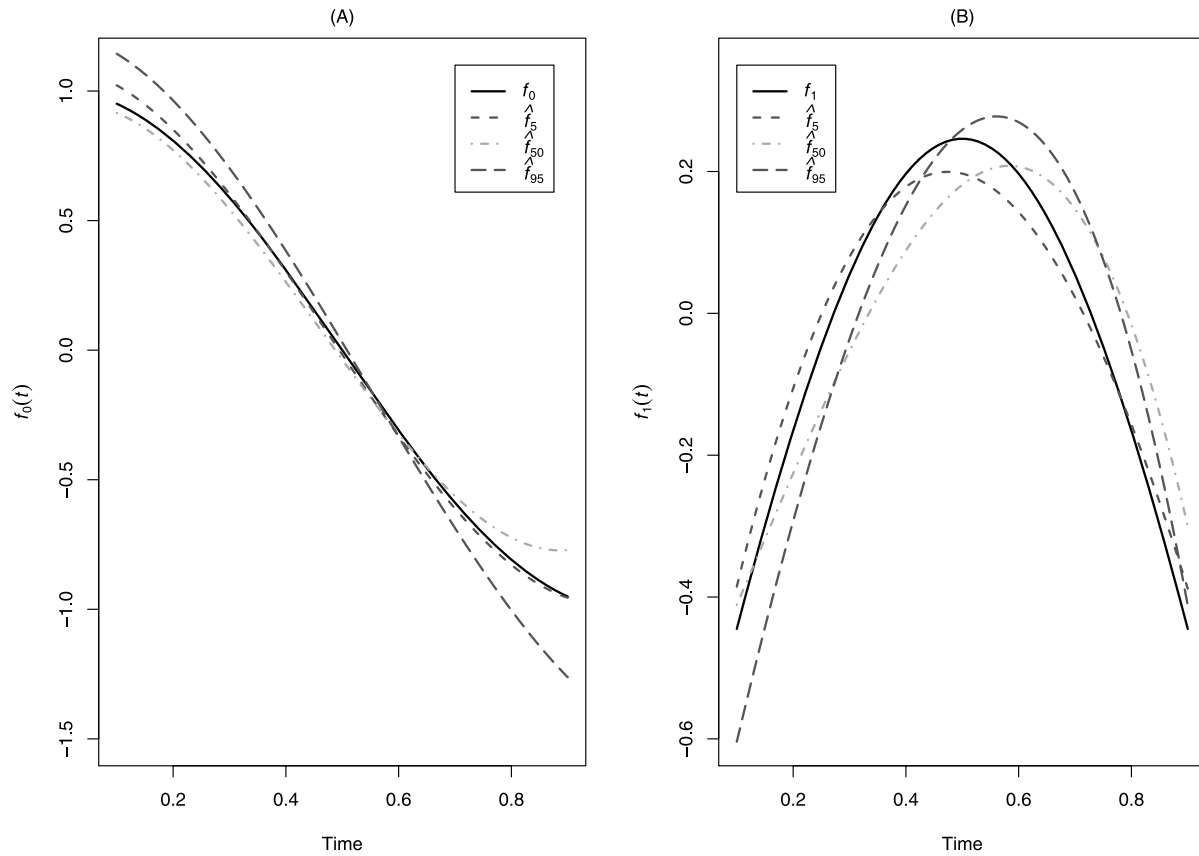 (A)
f₀(t)
1.0
0.5
0.0
−0.5
−1.0
−1.5
f₀
f̂₅
f̂₅₀
f̂₉₅
0.2 0.4 0.6 0.8
Time
(B)
f₁(t)
0.2
0.0
−0.2
−0.4
−0.6
f₁
f̂₅
f̂₅₀
f̂₉₅
0.2 0.4 0.6 0.8
Time